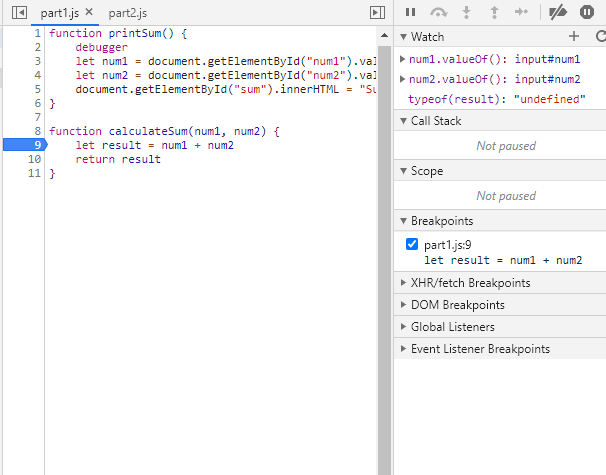 part1.js × part2.js
1 function printSum() {
2 debugger
3 let num1 = document.getElementById("num1").val
4 let num2 = document.getElementById("num2").val
5 document.getElementById("sum").innerHTML = "Su
6 }
7
8 function calculateSum(num1, num2) {
9 let result = num1 + num2
10 return result
11 }
Watch
num1.valueOf(): input#num1
num2.valueOf(): input#num2
typeof(result): "undefined"
Call Stack
Not paused
Scope
Not paused
Breakpoints
part1.js:9
let result = num1 + num2
XHR/fetch Breakpoints
DOM Breakpoints
Global Listeners
Event Listener Breakpoints